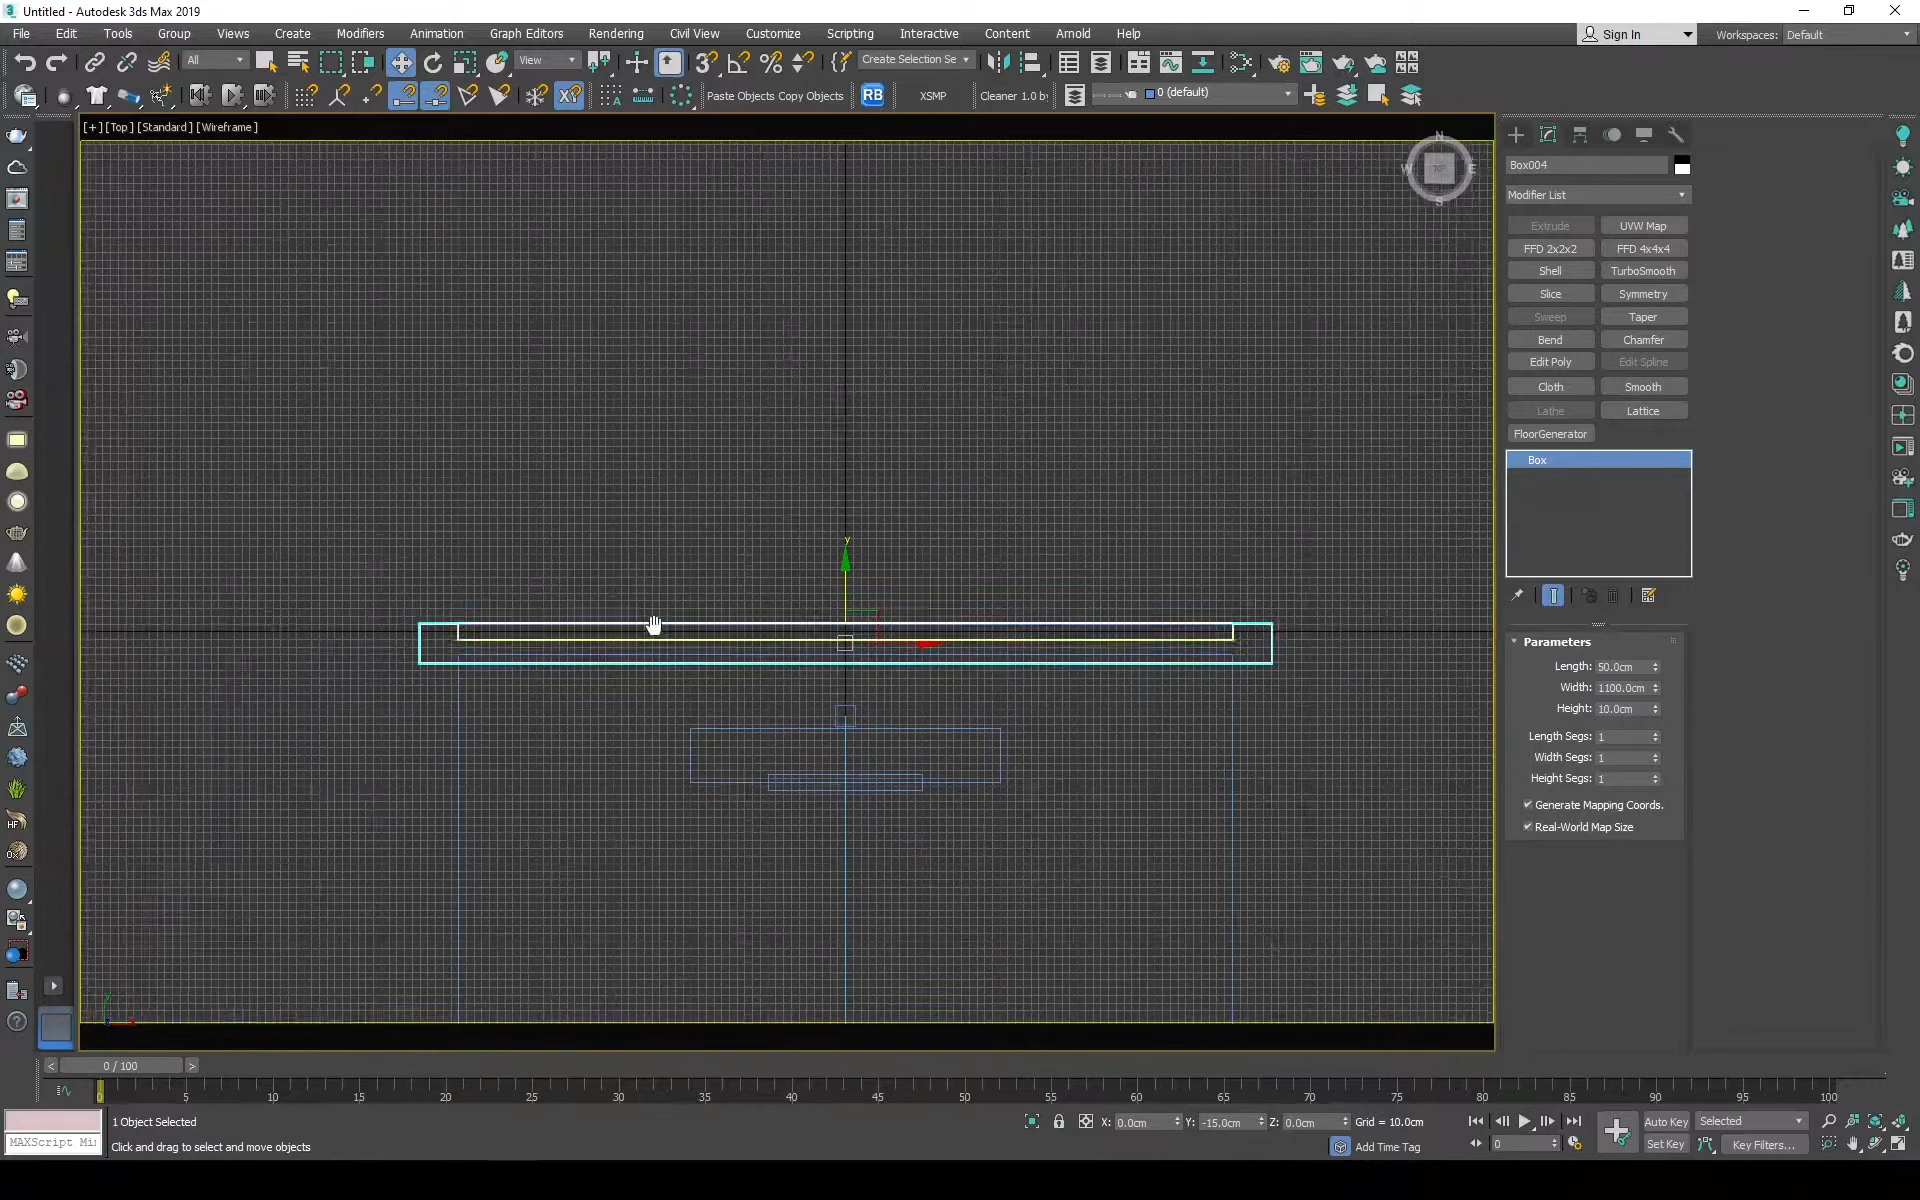 Untitled - Autodesk 3ds Max 2019
File Edit Tools Group Views Create Modifiers Animation Graph Editors Rendering Civil View Customize Scripting Interactive Content Arnold Help
Sign In Workspaces: Default
All View Create Selection Se
Paste Objects Copy Objects RB XSMP Cleaner 1.0 by 0 (default)
[+] [Top] [Standard] [Wireframe]
N
W E
S
Box004
Modifier List
Extrude UVW Map
FFD 2x2x2 FFD 4x4x4
Shell TurboSmooth
Slice Symmetry
Sweep Taper
Bend Chamfer
Edit Poly Edit Spline
Cloth Smooth
Lathe Lattice
FloorGenerator
Box
y
Parameters
Length: 50.0cm
Width: 1100.0cm
Height: 10.0cm
Length Segs: 1
Width Segs: 1
Height Segs: 1
Generate Mapping Coords.
Real-World Map Size
< 0 / 100 >
0 5 10 15 20 25 30 35 40 45 50 55 60 65 70 75 80 85 90 95 100
1 Object Selected X: 0.0cm Y: -15.0cm Z: 0.0cm Grid = 10.0cm Auto Key Selected
MAXScript Mi Click and drag to select and move objects Add Time Tag 0 Set Key Key Filters...